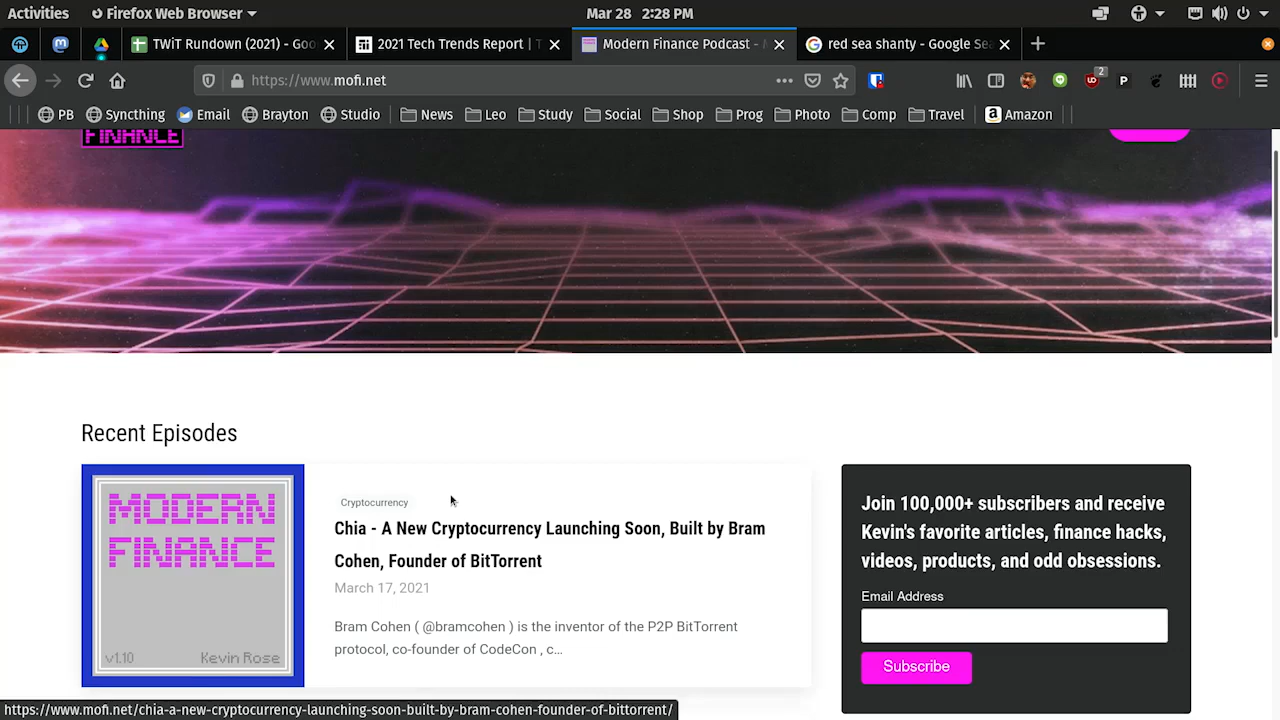 Activities Firefox Web Browser Mar 28 2:28 PM
TWiT Rundown (2021) - Goo 2021 Tech Trends Report | T Modern Finance Podcast - M red sea shanty - Google Sea
https://www.mofi.net 2
PB Syncthing Email Brayton Studio News Leo Study Social Shop Prog Photo Comp Travel Amazon
FINANCE
Recent Episodes
MODERN
FINANCE
v1.10 Kevin Rose
Cryptocurrency
Chia - A New Cryptocurrency Launching Soon, Built by Bram
Cohen, Founder of BitTorrent
March 17, 2021
Bram Cohen ( @bramcohen ) is the inventor of the P2P BitTorrent
protocol, co-founder of CodeCon , c...
Join 100,000+ subscribers and receive
Kevin's favorite articles, finance hacks,
videos, products, and odd obsessions.
Email Address
Subscribe
https://www.mofi.net/chia-a-new-cryptocurrency-launching-soon-built-by-bram-cohen-founder-of-bittorrent/